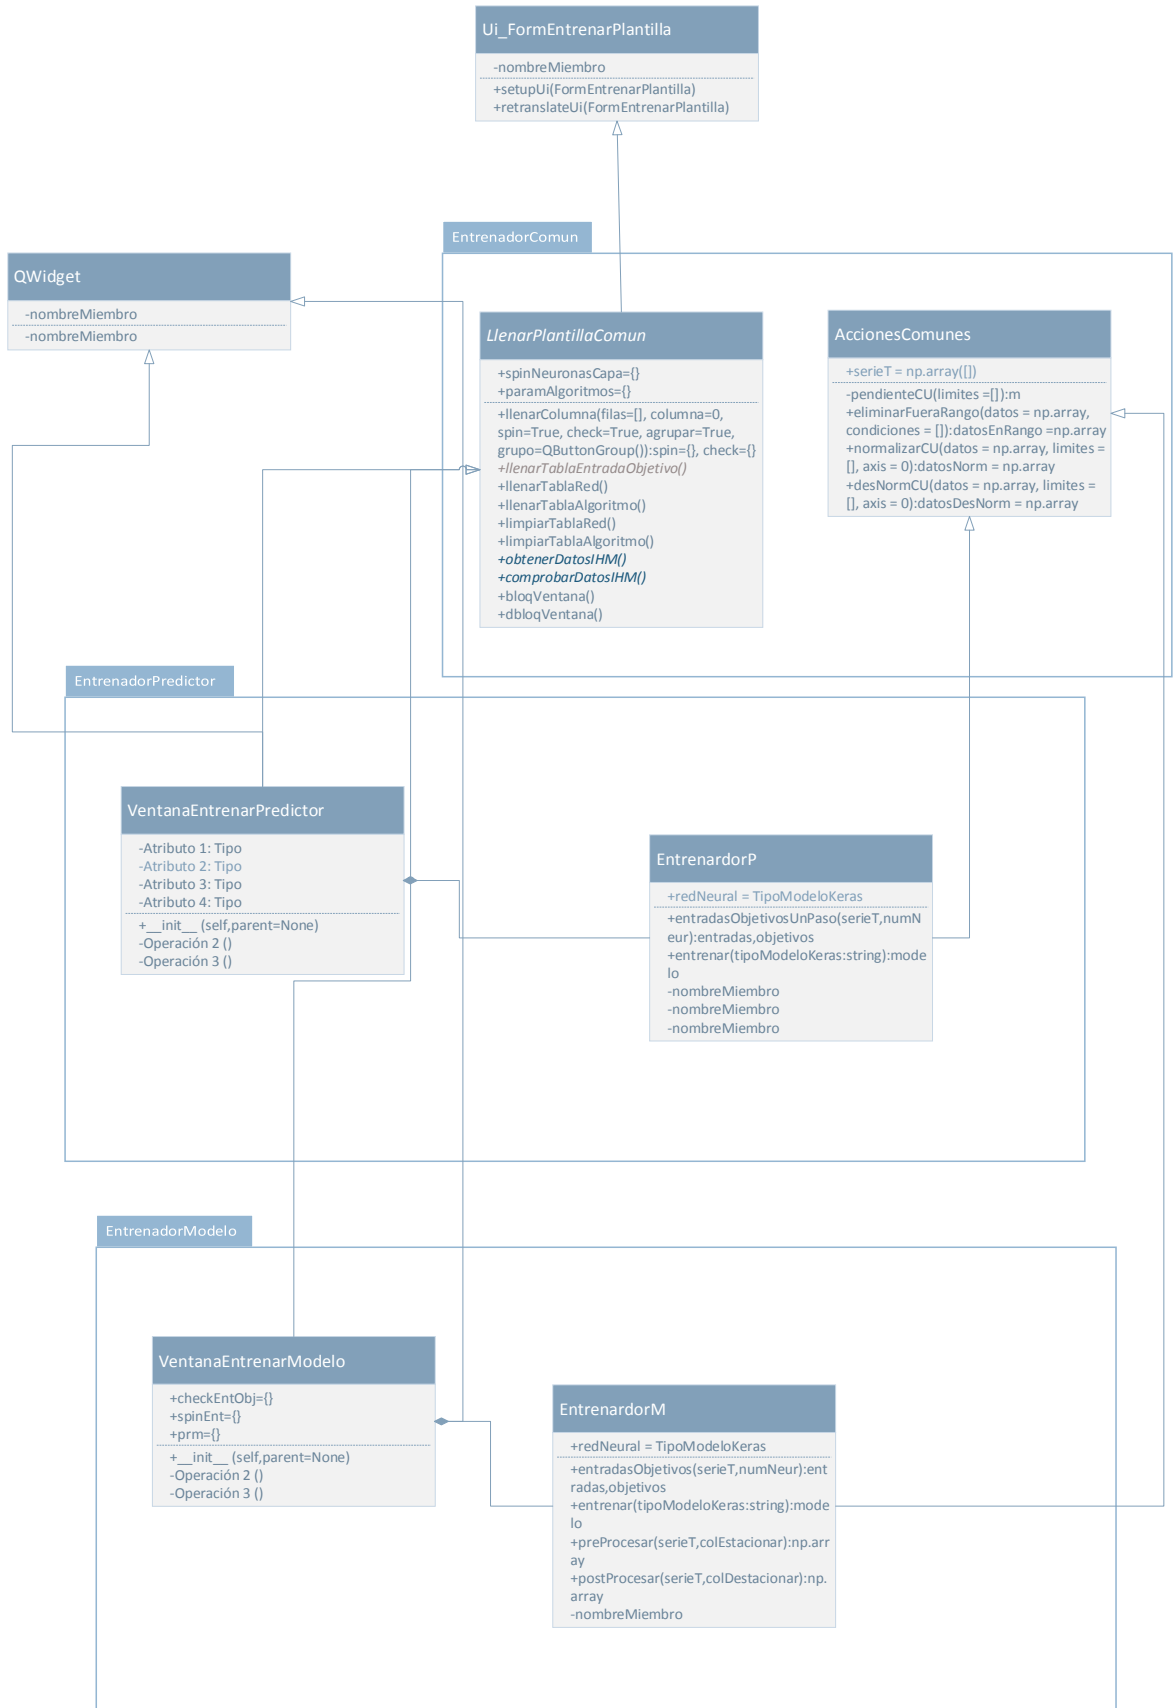 Ui_FormEntrenarPlantilla
-nombreMiembro
+setupUi(FormEntrenarPlantilla)
+retranslateUi(FormEntrenarPlantilla)
EntrenadorComun
QWidget
-nombreMiembro
-nombreMiembro
LlenarPlantillaComun
+spinNeuronasCapa={}
+paramAlgoritmos={}
+llenarColumna(filas=[], columna=0,
spin=True, check=True, agrupar=True,
grupo=QButtonGroup()):spin={}, check={}
+llenarTablaEntradaObjetivo()
+llenarTablaRed()
+llenarTablaAlgoritmo()
+limpiarTablaRed()
+limpiarTablaAlgoritmo()
+obtenerDatosIHM()
+comprobarDatosIHM()
+bloqVentana()
+dbloqVentana()
AccionesComunes
+serieT = np.array([])
-pendienteCU(limites =[]):m
+eliminarFueraRango(datos = np.array,
condiciones = []):datosEnRango =np.array
+normalizarCU(datos = np.array, limites =
[], axis = 0):datosNorm = np.array
+desNormCU(datos = np.array, limites =
[], axis = 0):datosDesNorm = np.array
EntrenadorPredictor
VentanaEntrenarPredictor
-Atributo 1: Tipo
-Atributo 2: Tipo
-Atributo 3: Tipo
-Atributo 4: Tipo
+__init__ (self,parent=None)
-Operación 2 ()
-Operación 3 ()
EntrenardorP
+redNeural = TipoModeloKeras
+entradasObjetivosUnPaso(serieT,numN
eur):entradas,objetivos
+entrenar(tipoModeloKeras:string):mode
lo
-nombreMiembro
-nombreMiembro
-nombreMiembro
EntrenadorModelo
VentanaEntrenarModelo
+checkEntObj={}
+spinEnt={}
+prm={}
+__init__ (self,parent=None)
-Operación 2 ()
-Operación 3 ()
EntrenardorM
+redNeural = TipoModeloKeras
+entradasObjetivos(serieT,numNeur):ent
radas,objetivos
+entrenar(tipoModeloKeras:string):mode
lo
+preProcesar(serieT,colEstacionar):np.arr
ay
+postProcesar(serieT,colDestacionar):np.
array
-nombreMiembro